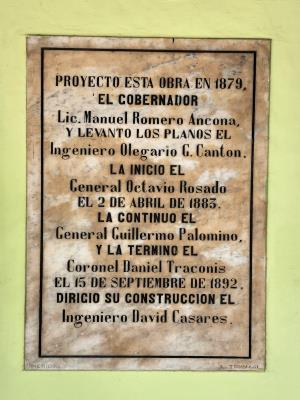 PROYECTO ESTA OBRA EN 1879,
EL COBERNADOR
Lic. Manuel Romero Ancona,
Y LEVANTO LOS PLANOS EL
Ingeniero Olegario G. Canton.
LA INICIO EL
General Octavio Rosado
EL 2 DE ABRIL DE 1883.
LA CONTINUO EL
General Guillermo Palomino,
Y LA TERMINO EL
Coronel Daniel Traconis
EL 15 DE SEPTIEMBRE DE 1892.
DIRICIO SU CONSTRUCCION EL
Ingeniero David Casares.